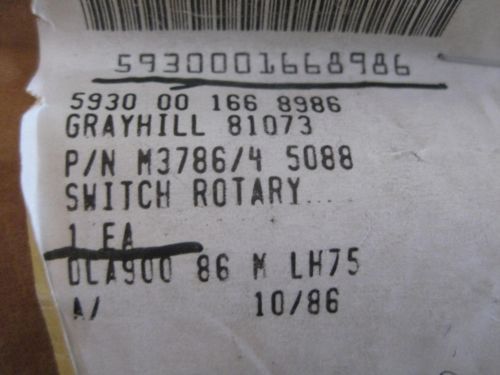 5930001668986
5930 00 166 8986
GRAYHILL 81073
P/N M3786/4 5088
SWITCH ROTARY
1 EA
DLA900 86 M LH75
A/ 10/86